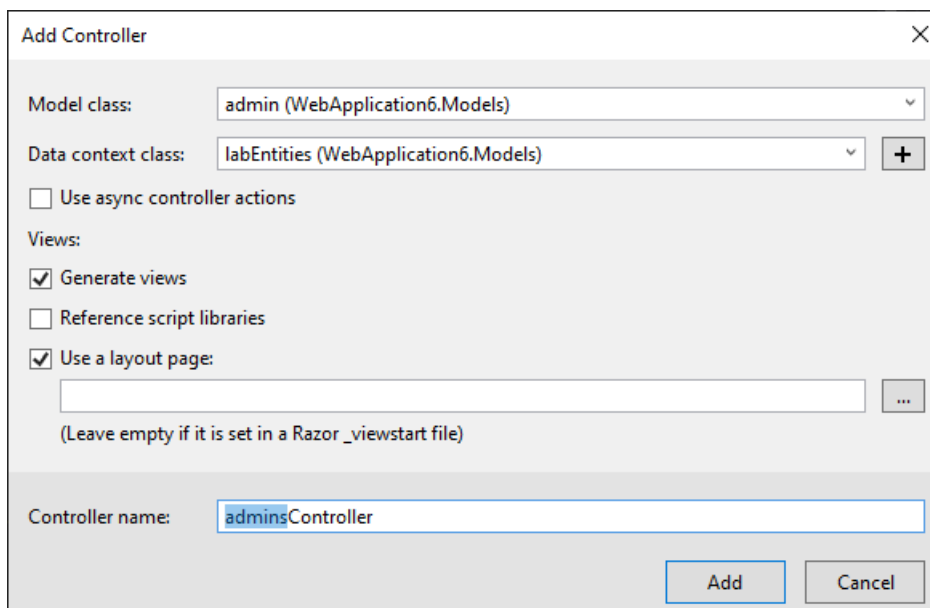 Add Controller
Model class: admin (WebApplication6.Models)
Data context class: labEntities (WebApplication6.Models) +
Use async controller actions
Views:
Generate views
Reference script libraries
Use a layout page:
...
(Leave empty if it is set in a Razor _viewstart file)
Controller name: adminsController
Add Cancel